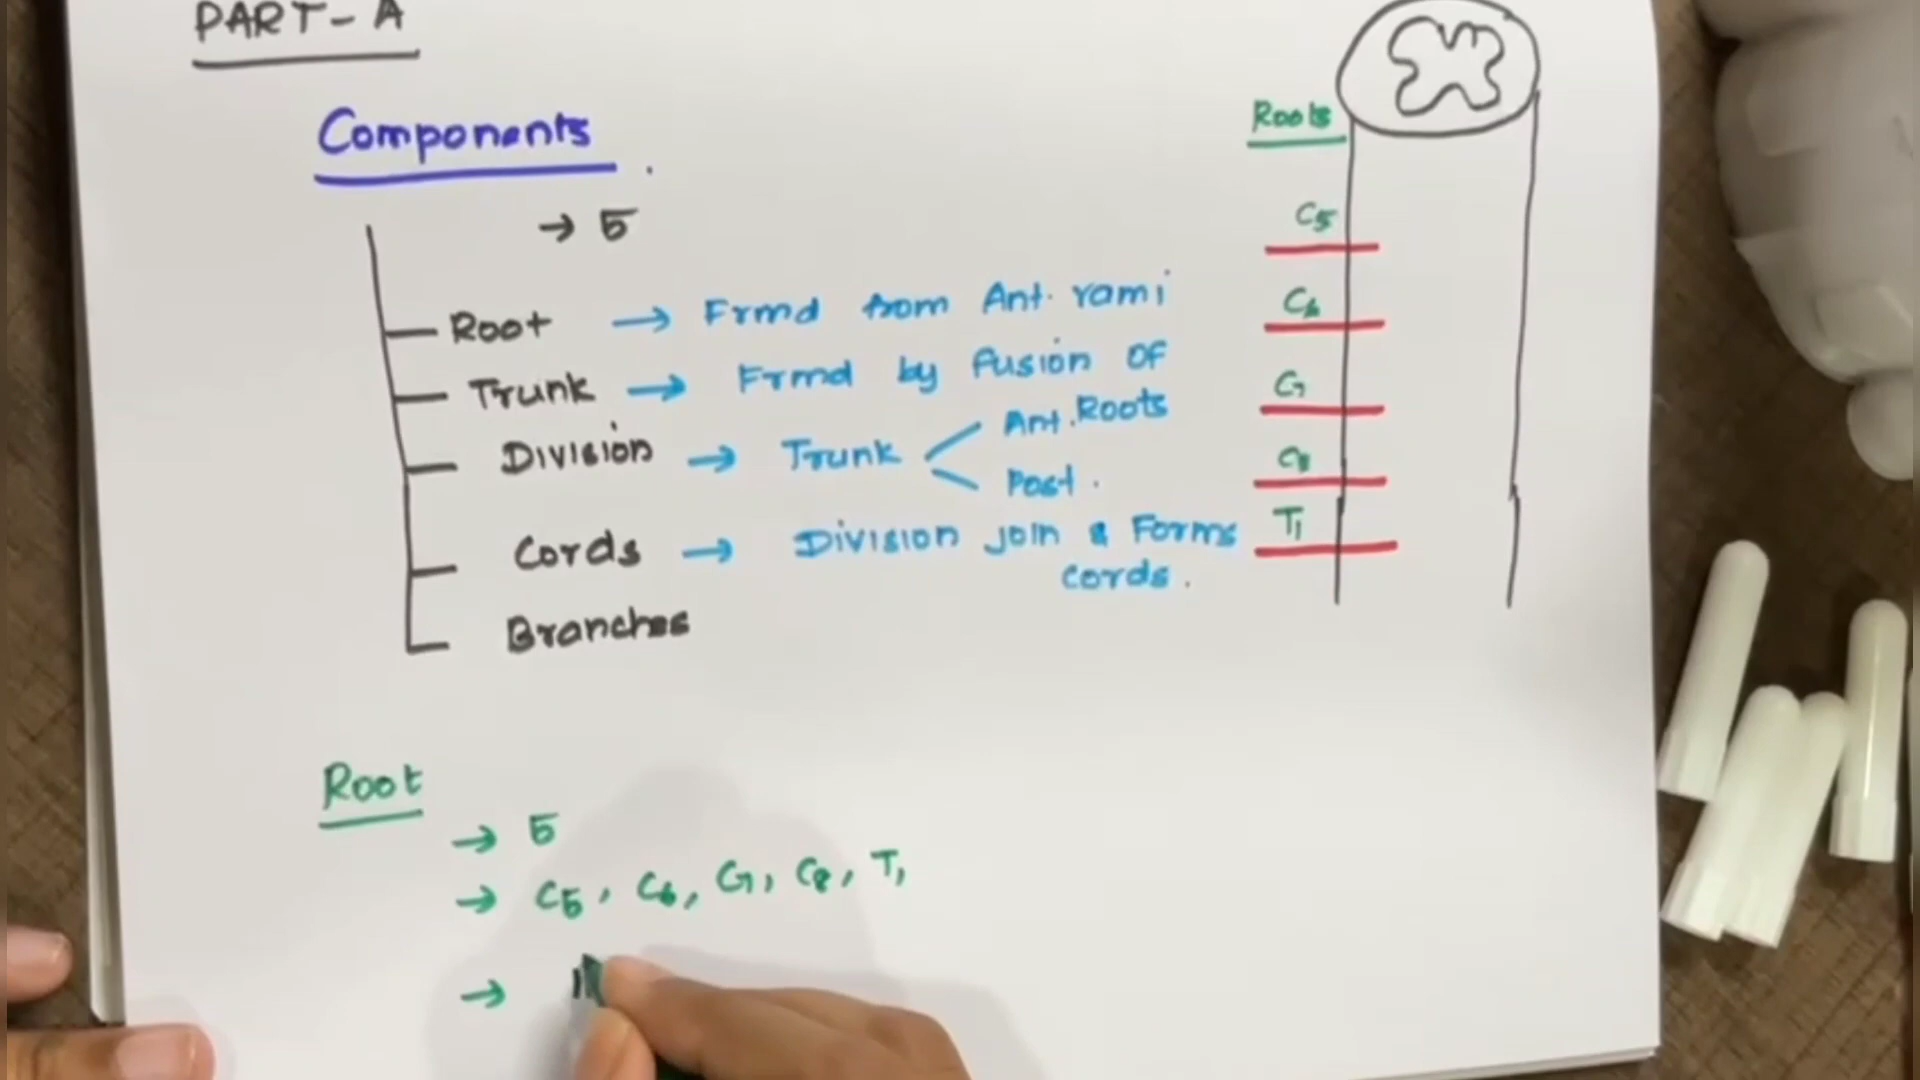 PART- A
Components
→ 5
Root → Frmd from Ant. rami
Trunk → Frmd by fusion OF Roots
Division → Trunk Ant. Post.
Cords → Division join & Forms cords.
Branches
Roots
C5
C6
C7
C8
T1
Root
→ 5
→ C5, C6, C7, C8, T1
→